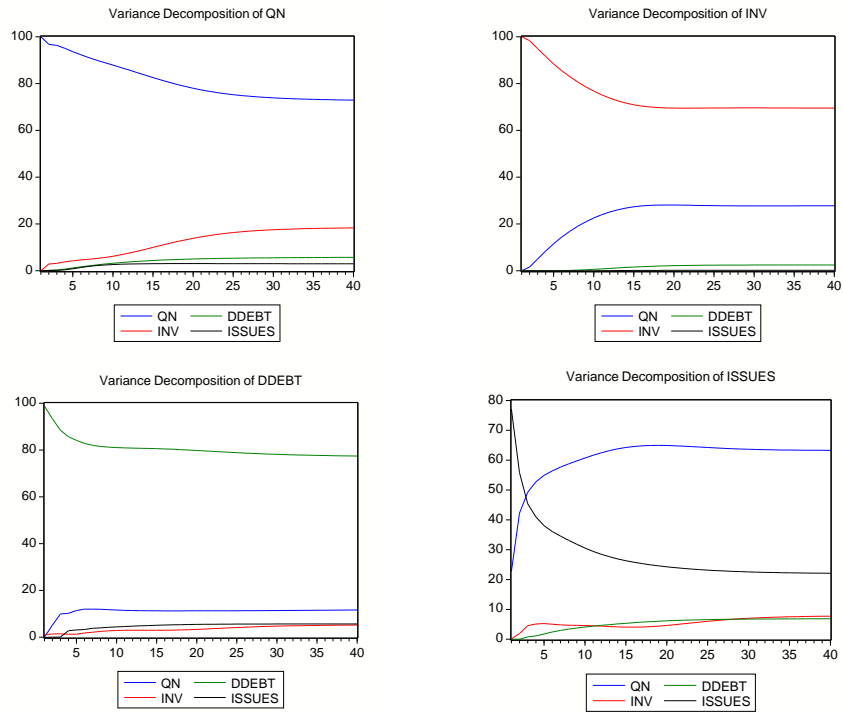 Variance Decomposition of QN
100
80
60
40
20
0
5 10 15 20 25 30 35 40
QN DDEBT
INV ISSUES
Variance Decomposition of INV
100
80
60
40
20
0
5 10 15 20 25 30 35 40
QN DDEBT
INV ISSUES
Variance Decomposition of DDEBT
100
80
60
40
20
0
5 10 15 20 25 30 35 40
QN DDEBT
INV ISSUES
Variance Decomposition of ISSUES
80
70
60
50
40
30
20
10
0
5 10 15 20 25 30 35 40
QN DDEBT
INV ISSUES